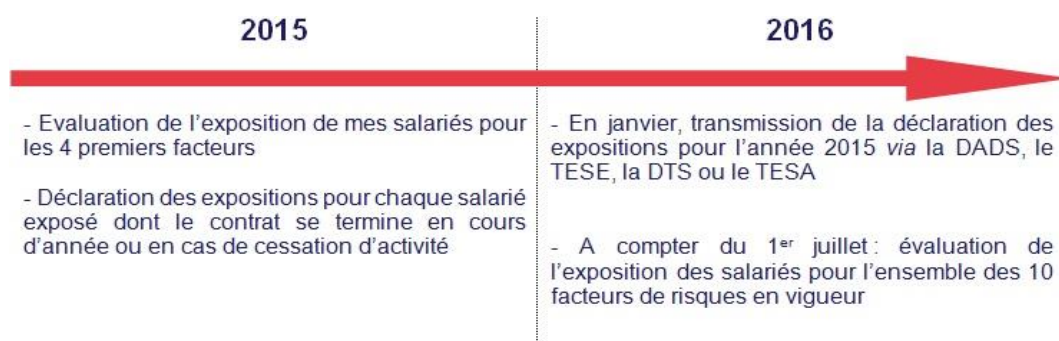 2015
- Evaluation de l'exposition de mes salariés pour
les 4 premiers facteurs
- Déclaration des expositions pour chaque salarié
exposé dont le contrat se termine en cours
d'année ou en cas de cessation d'activité
2016
- En janvier, transmission de la déclaration des
expositions pour l'année 2015 via la DADS, le
TESE, la DTS ou le TESA
- A compter du 1er juillet : évaluation de
l'exposition des salariés pour l'ensemble des 10
facteurs de risques en vigueur